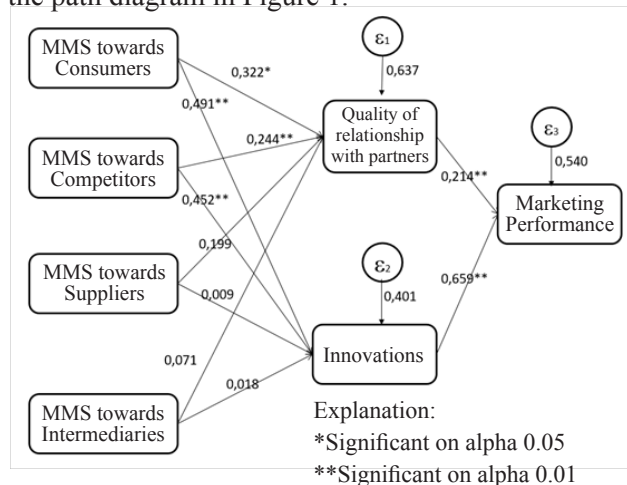 the path diagram in Figure 1.
MMS towards
Consumers
MMS towards
Competitors
MMS towards
Suppliers
MMS towards
Intermediaries
0,322*
0,491**
0,244**
0,452**
0,199
0,009
0,071
0,018
ε1
0,637
Quality of
relationship
with partners
ε2
0,401
Innovations
0,214**
0,659**
ε3
0,540
Marketing
Performance
Explanation:
*Significant on alpha 0.05
**Significant on alpha 0.01